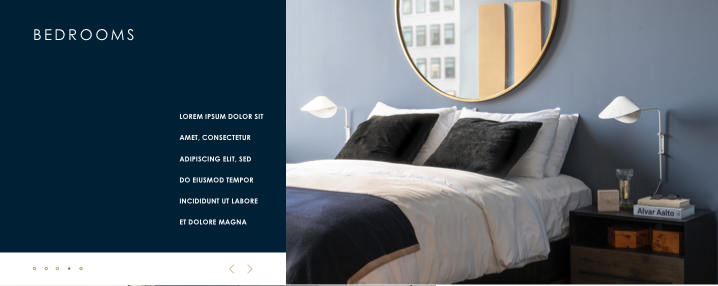 BEDROOMS
LOREM IPSUM DOLOR SIT
AMET, CONSECTETUR
ADIPISCING ELIT, SED
DO EIUSMOD TEMPOR
INCIDIDUNT UT LABORE
ET DOLORE MAGNA
Alvar Aalto